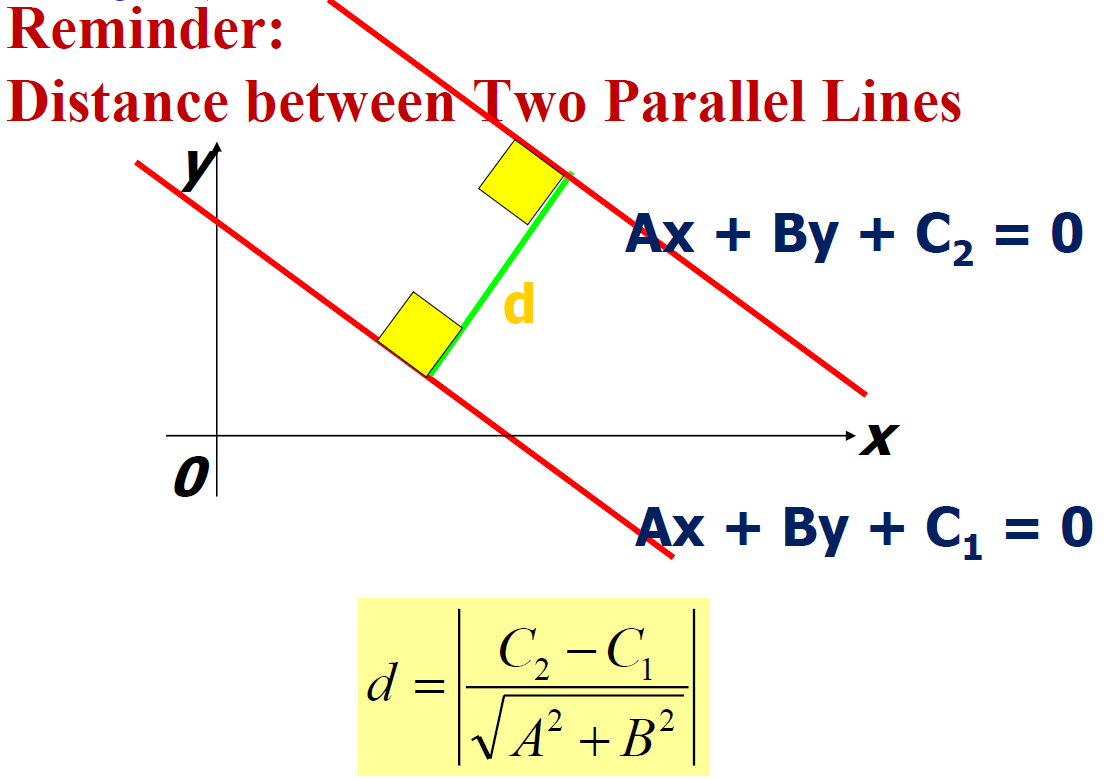 Reminder:
Distance between Two Parallel Lines
y
Ax + By + C₂ = 0
d
x
0
Ax + By + C₁ = 0
d = |(C₂ − C₁) / √(A² + B²)|